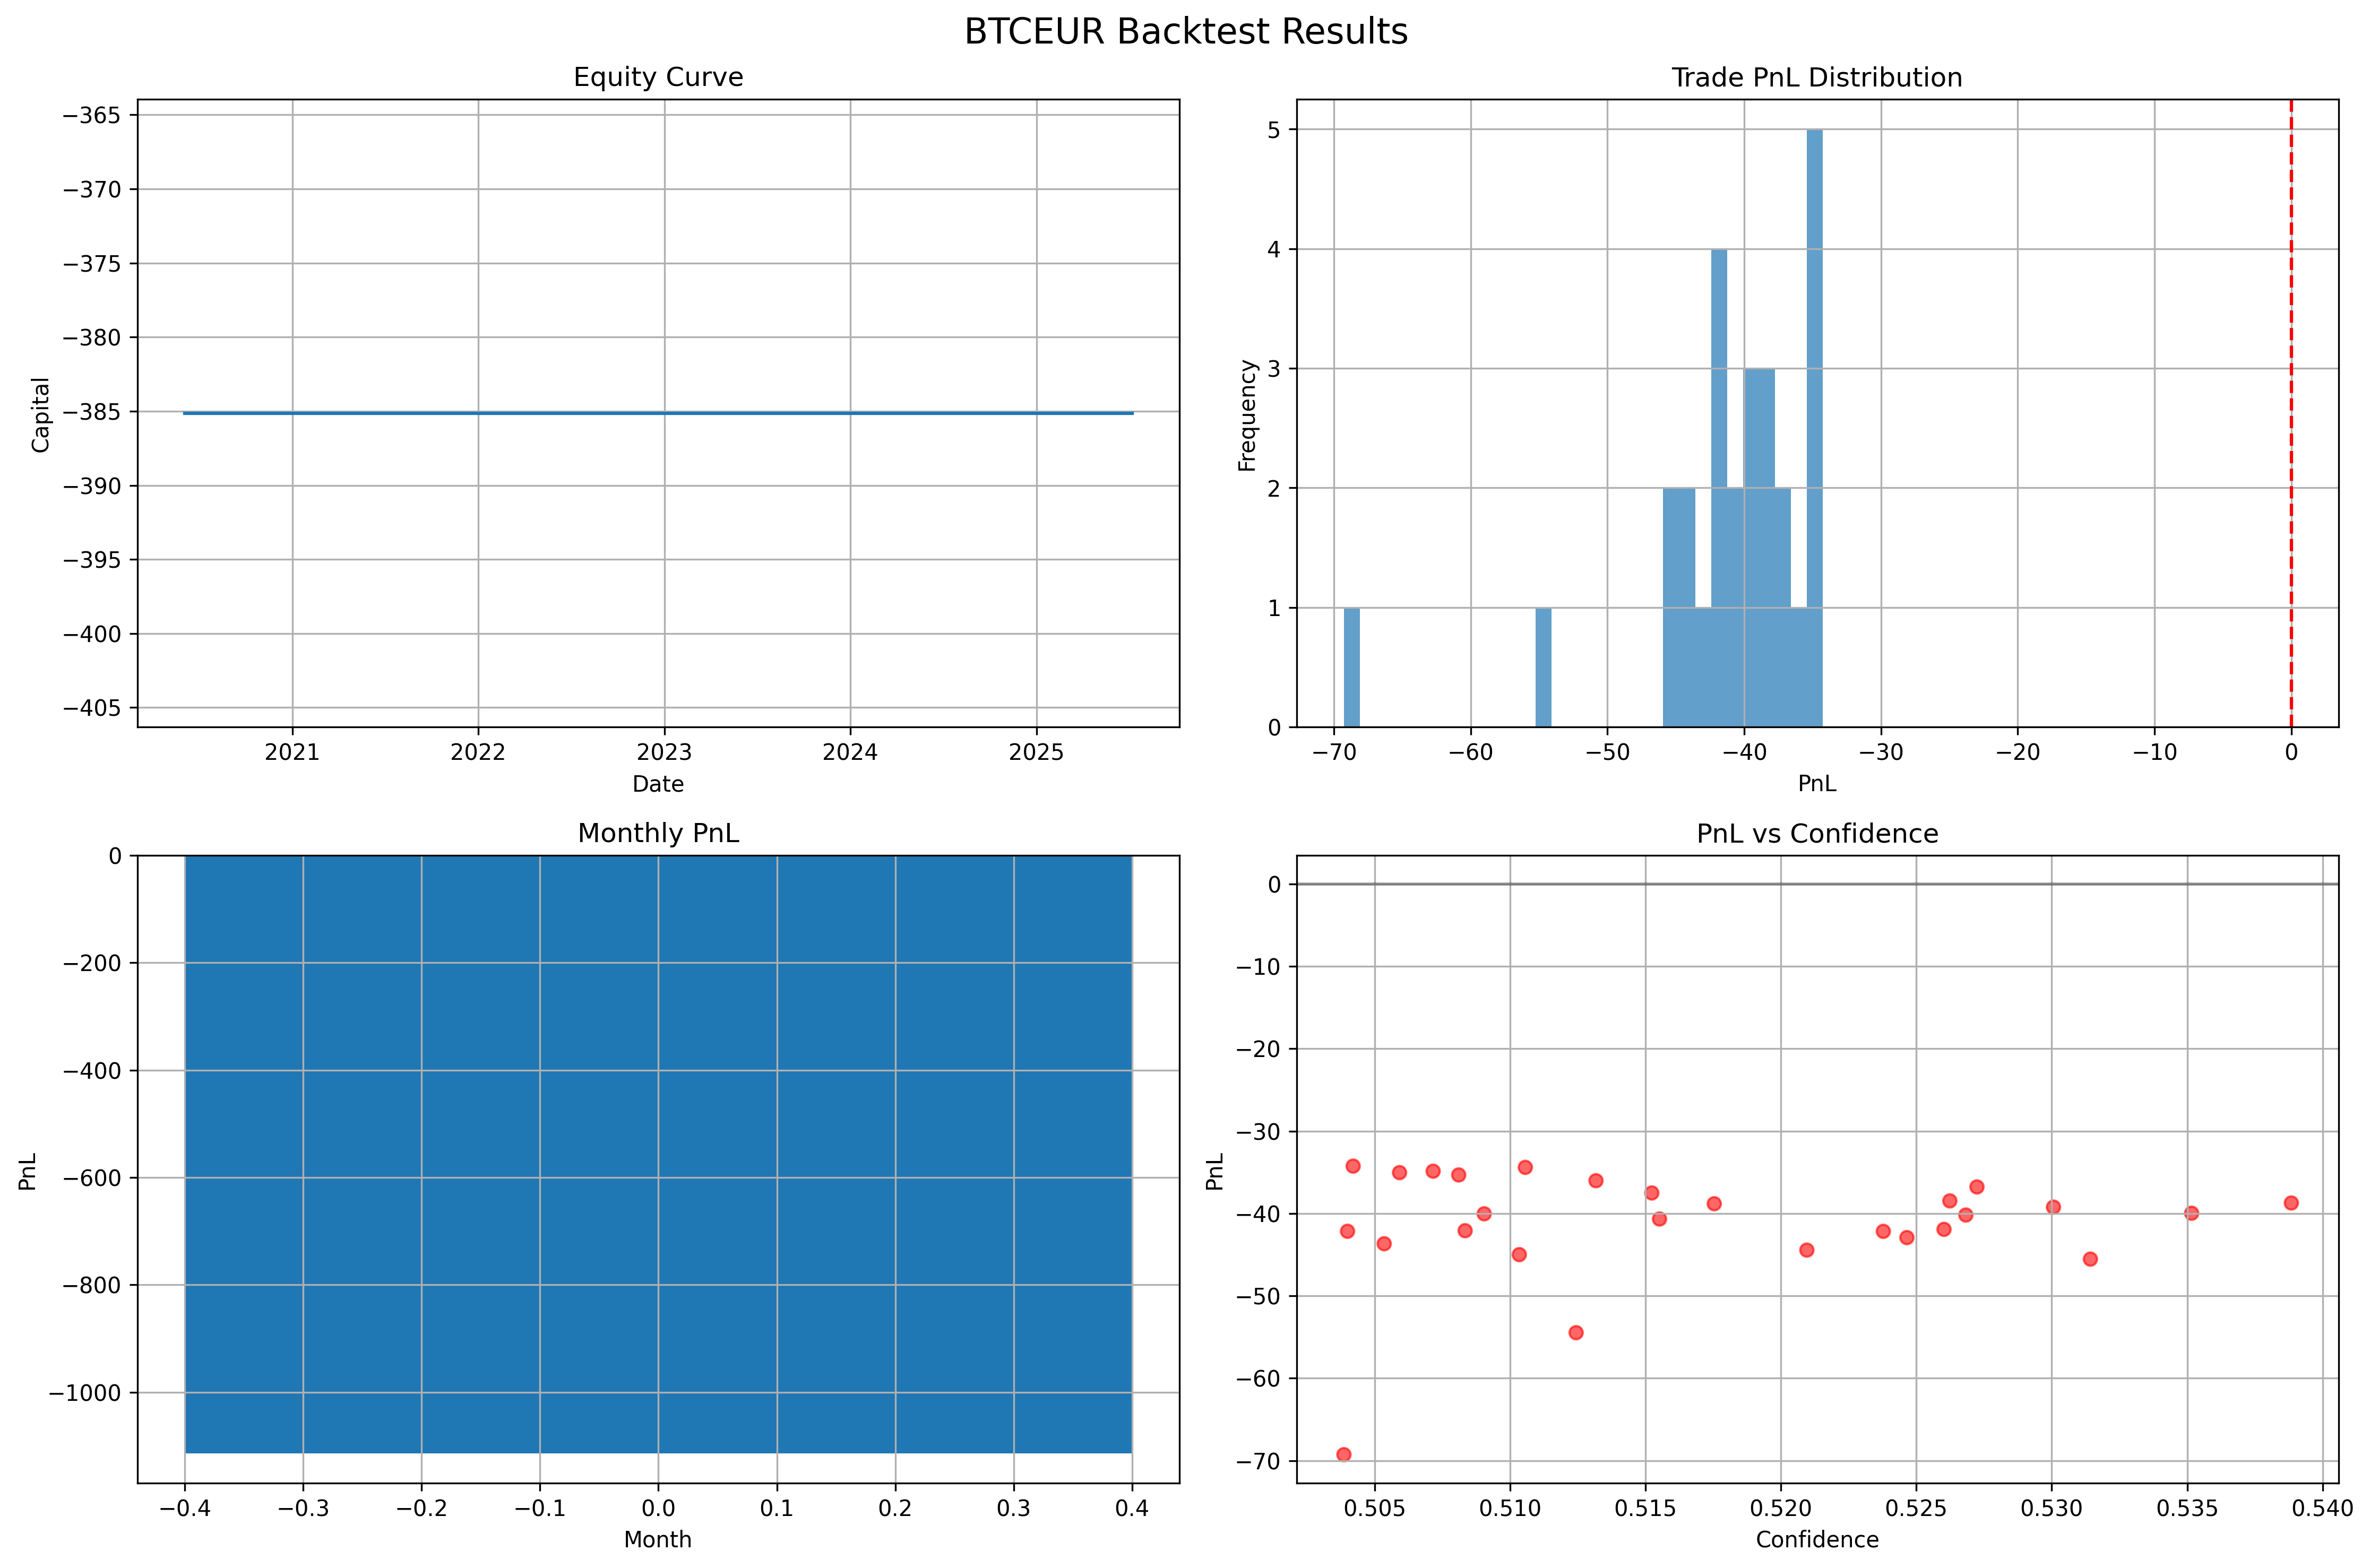 BTCEUR Backtest Results
Equity Curve
−365
−370
−375
−380
−385
−390
−395
−400
−405
Capital
2021 2022 2023 2024 2025
Date
Trade PnL Distribution
5
4
3
2
1
0
Frequency
−70 −60 −50 −40 −30 −20 −10 0
PnL
Monthly PnL
0
−200
−400
−600
−800
−1000
PnL
−0.4 −0.3 −0.2 −0.1 0.0 0.1 0.2 0.3 0.4
Month
PnL vs Confidence
0
−10
−20
−30
−40
−50
−60
−70
PnL
0.505 0.510 0.515 0.520 0.525 0.530 0.535 0.540
Confidence